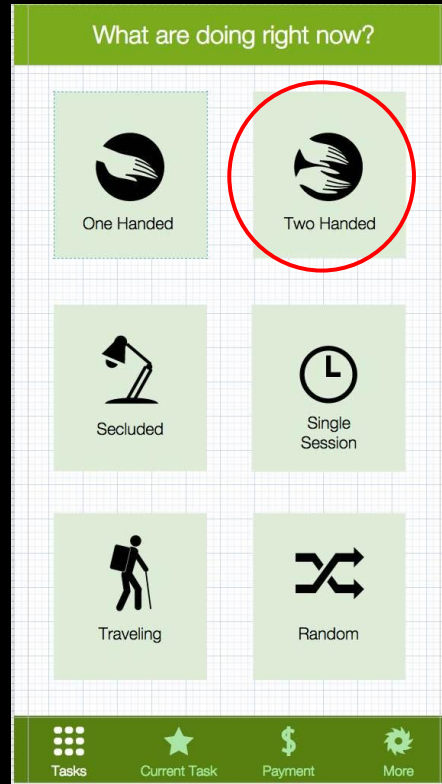 What are doing right now?
One Handed
Two Handed
Secluded
Single
Session
Traveling
Random
Tasks
Current Task
Payment
More